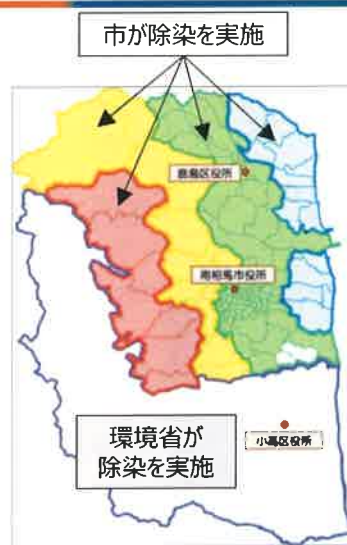 市が除染を実施
鹿島区役所
南相馬市役所
環境省が
除染を実施
小高区役所